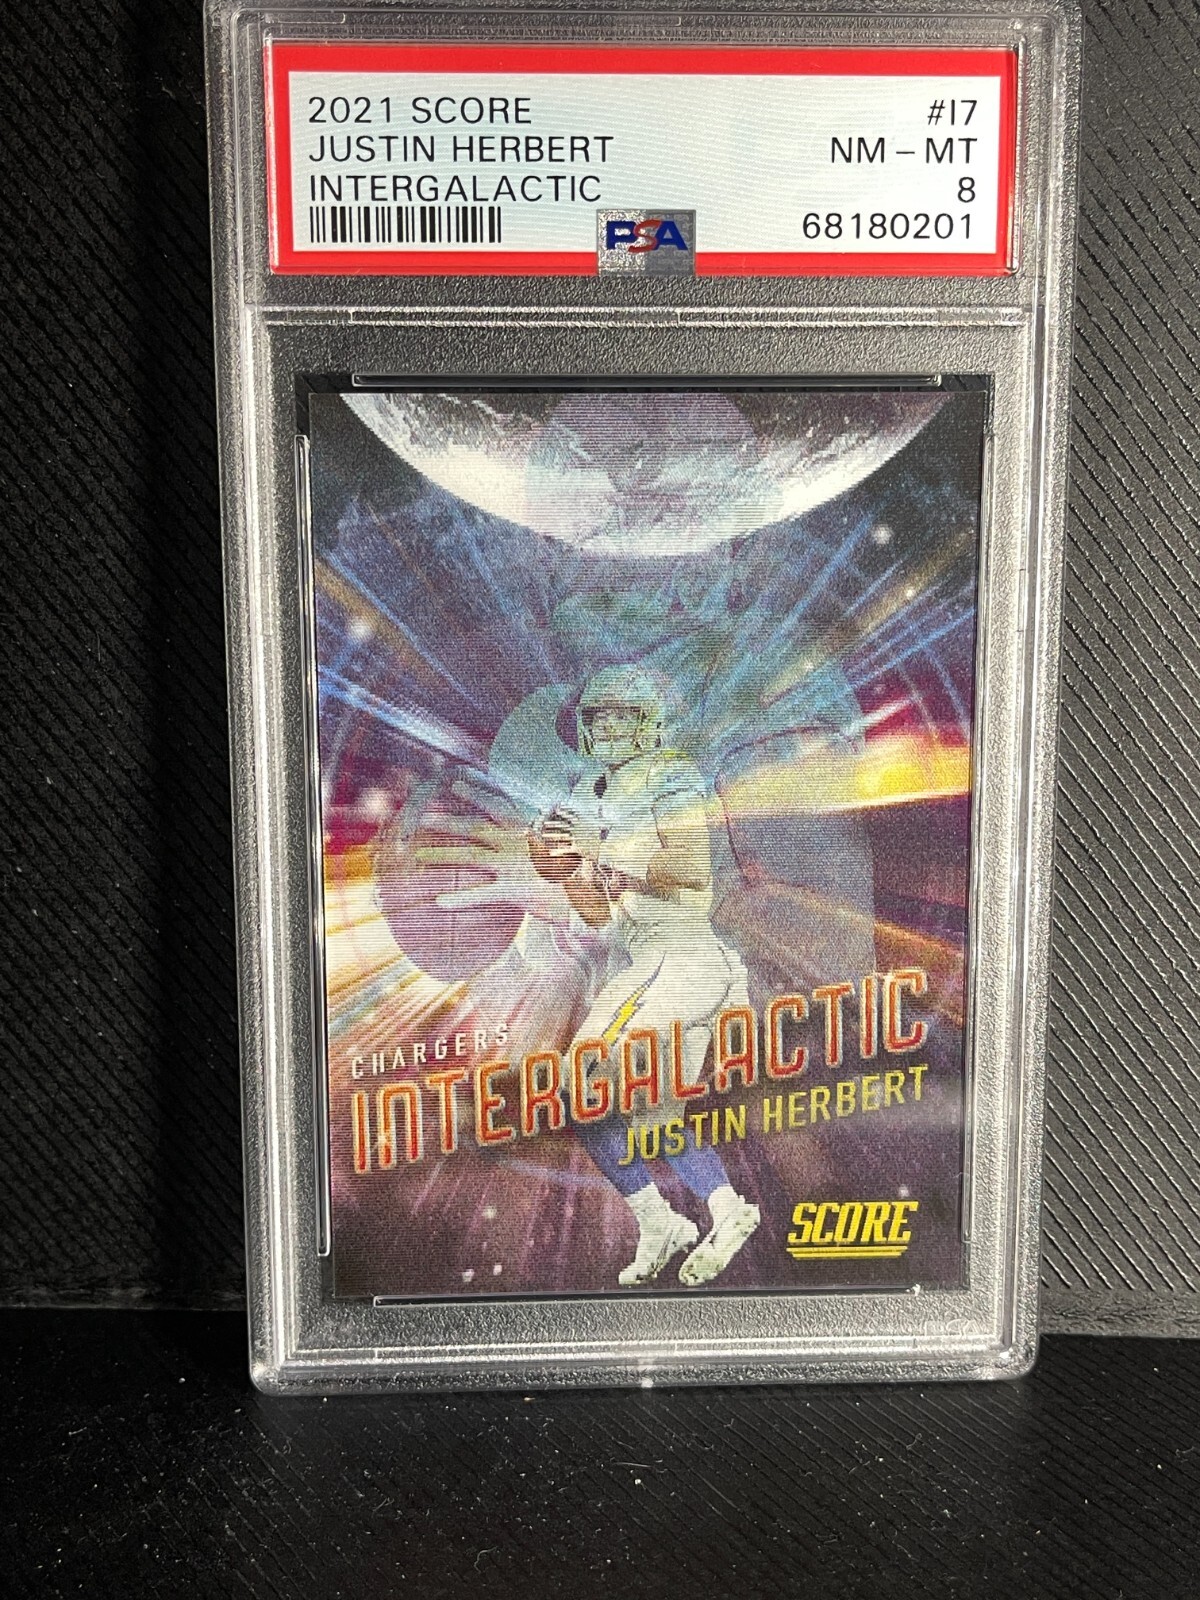 2021 SCORE #I7
JUSTIN HERBERT NM - MT
INTERGALACTIC 8
PSA 68180201
CHARGERS
INTERGALACTIC
JUSTIN HERBERT
SCORE